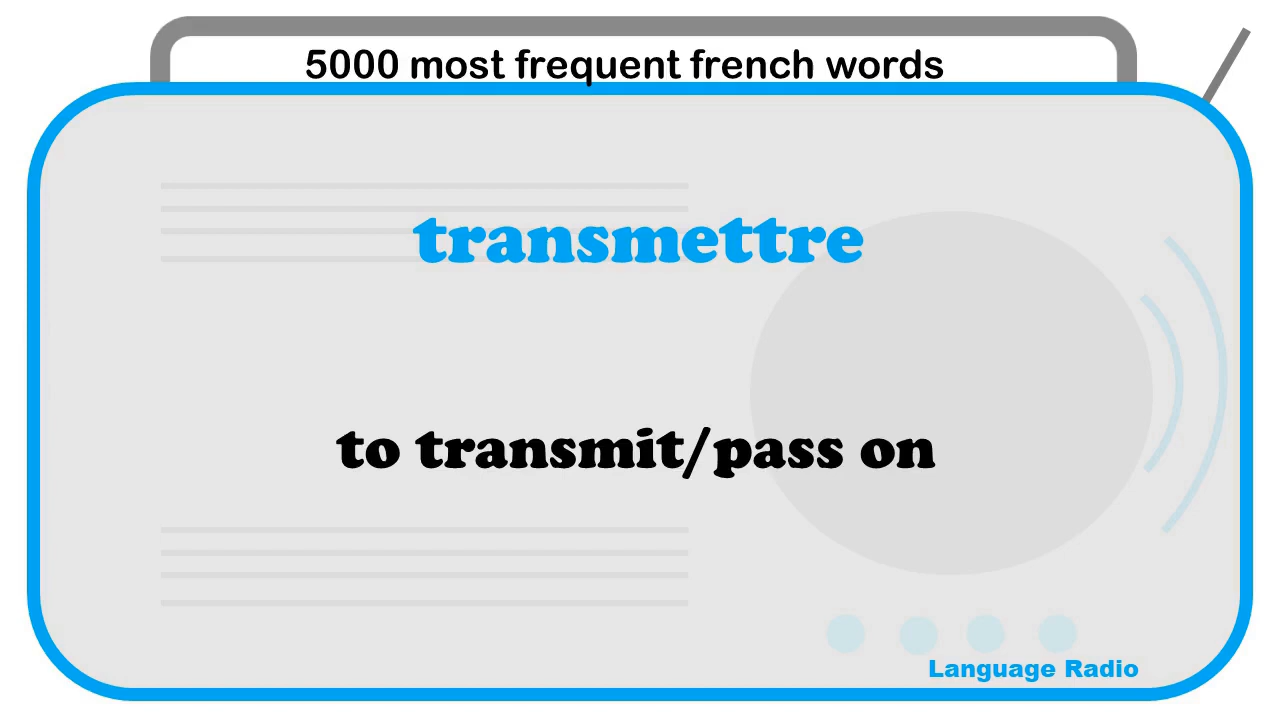 5000 most frequent french words
transmettre
to transmit/pass on
Language Radio